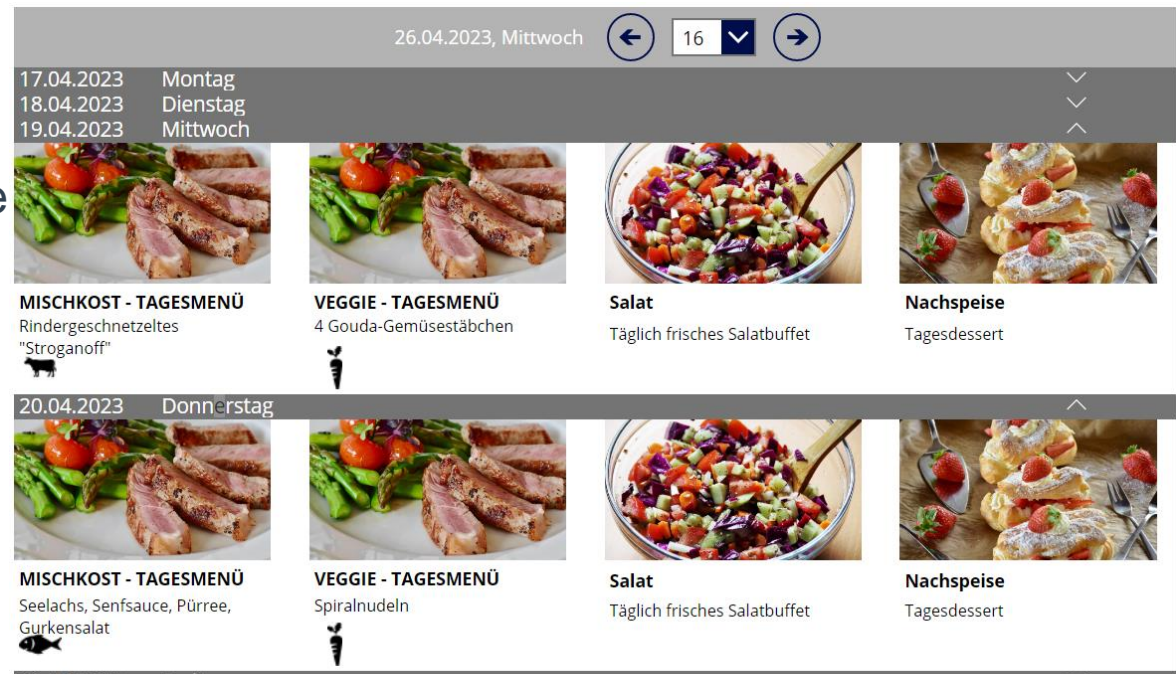 26.04.2023, Mittwoch 16
17.04.2023 Montag
18.04.2023 Dienstag
19.04.2023 Mittwoch
e
MISCHKOST - TAGESMENÜ
Rindergeschnetzeltes
"Stroganoff"
VEGGIE - TAGESMENÜ
4 Gouda-Gemüsestäbchen
Salat
Täglich frisches Salatbuffet
Nachspeise
Tagesdessert
20.04.2023 Donnerstag
MISCHKOST - TAGESMENÜ
Seelachs, Senfsauce, Pürree,
Gurkensalat
VEGGIE - TAGESMENÜ
Spiralnudeln
Salat
Täglich frisches Salatbuffet
Nachspeise
Tagesdessert